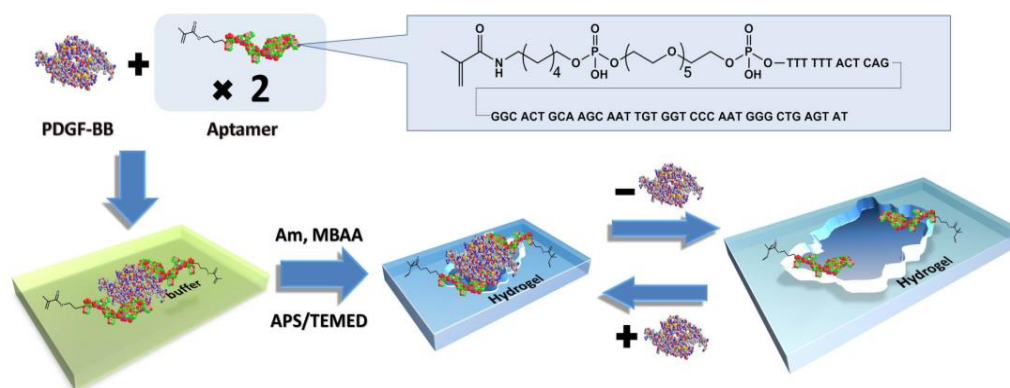 PDGF-BB
+
× 2
Aptamer
O
N
H
4
O
O
P
OH
O
O
5
O
O
P
OH
O
TTT TTT ACT CAG
GGC ACT GCA AGC AAT TGT GGT CCC AAT GGG CTG AGT AT
buffer
Am, MBAA
APS/TEMED
Hydrogel
−
+
Hydrogel